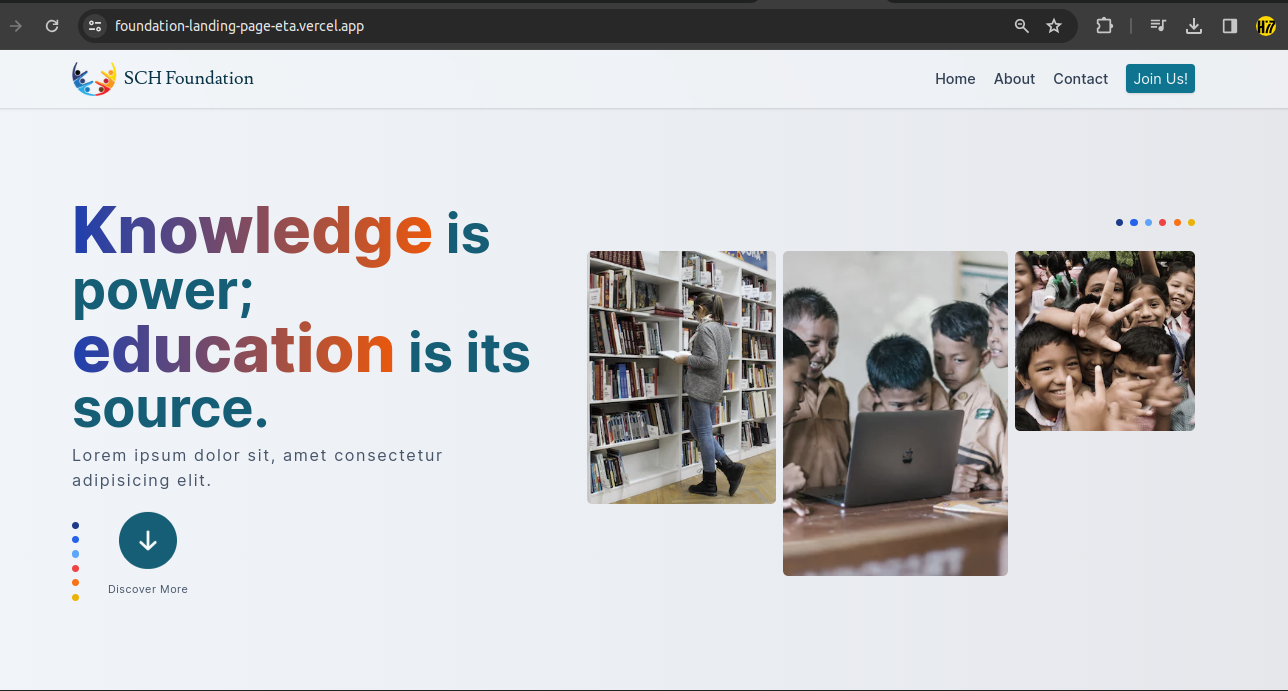 foundation-landing-page-eta.vercel.app
SCH Foundation
Home About Contact Join Us!
Knowledge is
power;
education is its
source.
Lorem ipsum dolor sit, amet consectetur
adipisicing elit.
Discover More